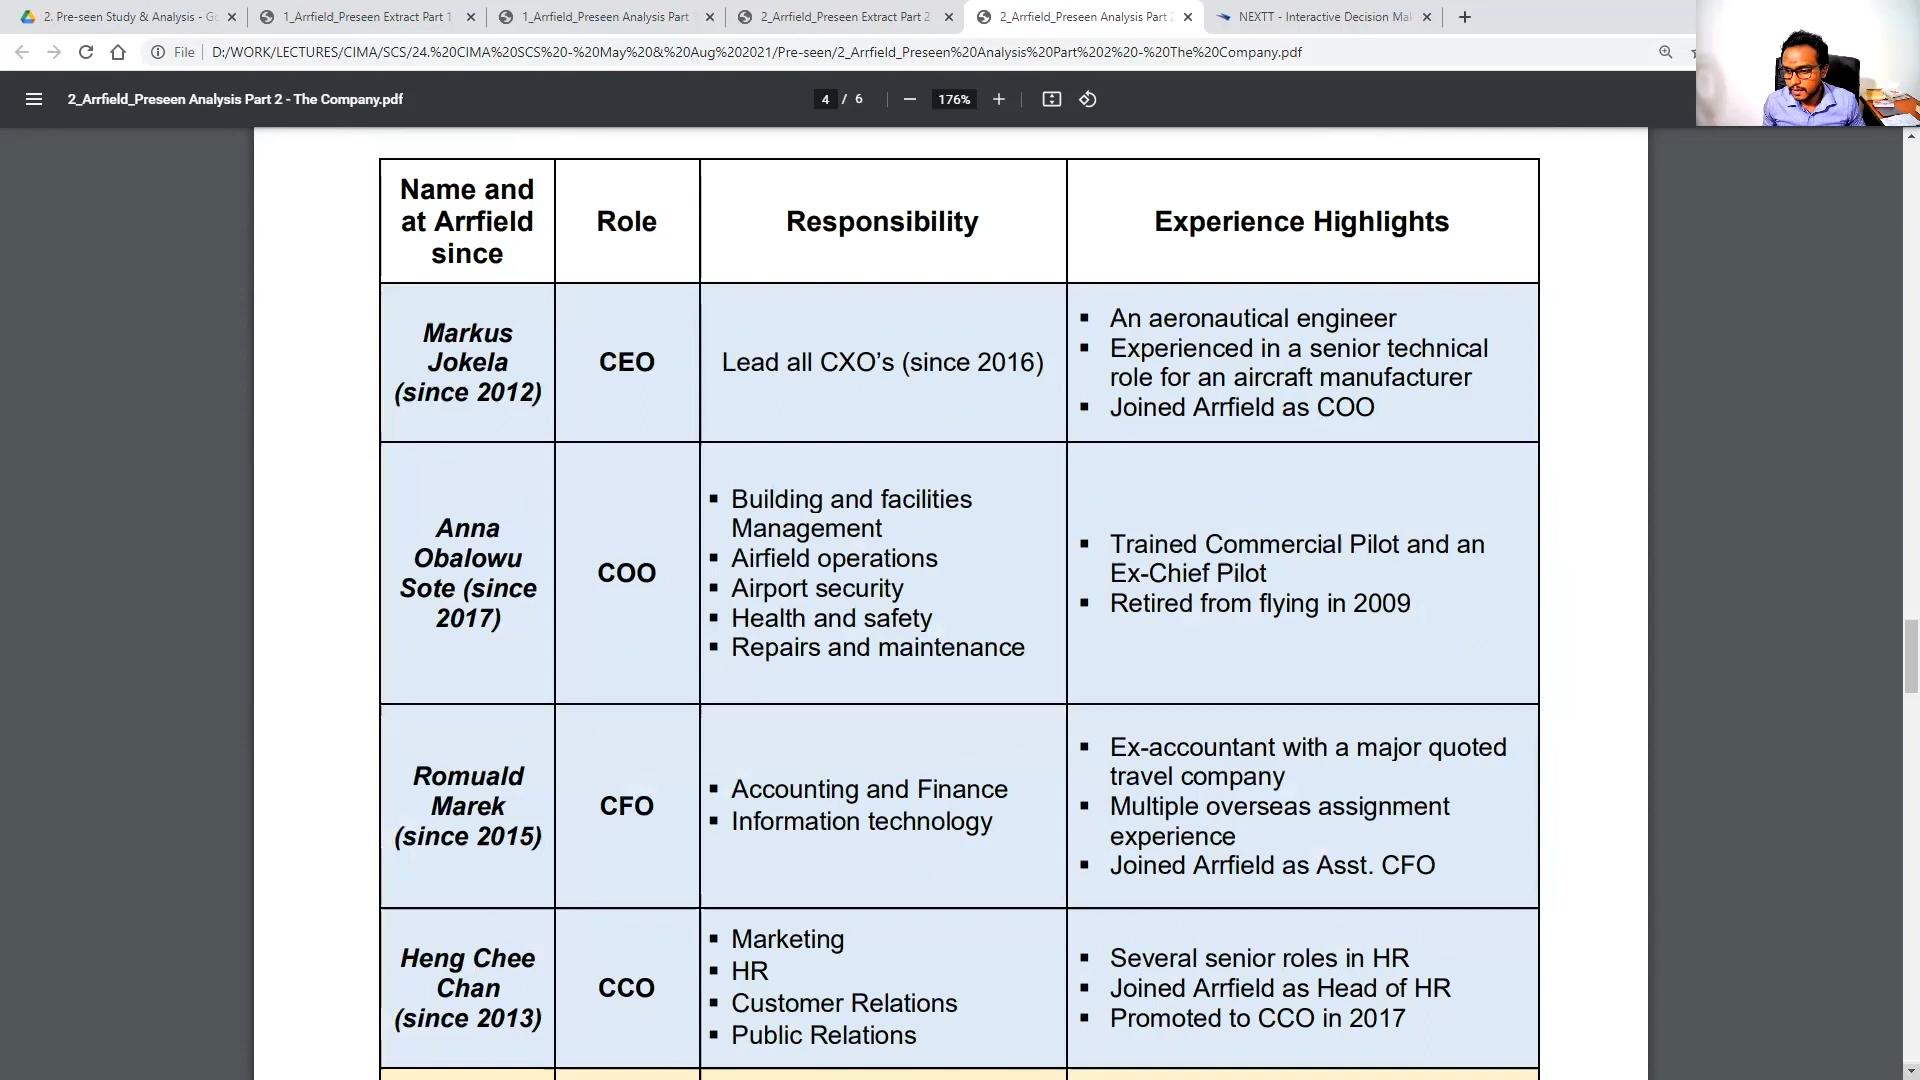 2. Pre-seen Study & Analysis - G
1_Arrfield_Preseen Extract Part 1
1_Arrfield_Preseen Analysis Part
2_Arrfield_Preseen Extract Part 2
2_Arrfield_Preseen Analysis Part
NEXTT - Interactive Decision Mak
File
D:/WORK/LECTURES/CIMA/SCS/24.%20CIMA%20SCS%20-%20May%20&%20Aug%202021/Pre-seen/2_Arrfield_Preseen%20Analysis%20Part%202%20-%20The%20Company.pdf
2_Arrfield_Preseen Analysis Part 2 - The Company.pdf
4 / 6
176%
Name and
at Arrfield
since
Role
Responsibility
Experience Highlights
Markus
Jokela
(since 2012)
CEO
Lead all CXO's (since 2016)
▪ An aeronautical engineer
▪ Experienced in a senior technical
role for an aircraft manufacturer
▪ Joined Arrfield as COO
Anna
Obalowu
Sote (since
2017)
COO
▪ Building and facilities
Management
▪ Airfield operations
▪ Airport security
▪ Health and safety
▪ Repairs and maintenance
▪ Trained Commercial Pilot and an
Ex-Chief Pilot
▪ Retired from flying in 2009
Romuald
Marek
(since 2015)
CFO
▪ Accounting and Finance
▪ Information technology
▪ Ex-accountant with a major quoted
travel company
▪ Multiple overseas assignment
experience
▪ Joined Arrfield as Asst. CFO
Heng Chee
Chan
(since 2013)
CCO
▪ Marketing
▪ HR
▪ Customer Relations
▪ Public Relations
▪ Several senior roles in HR
▪ Joined Arrfield as Head of HR
▪ Promoted to CCO in 2017